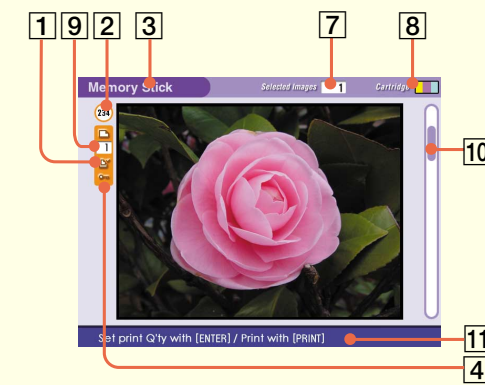 1 9 2 3 7 8
Memory Stick Selected Images 1 Cartridge
234
1
10
Set print Q'ty with [ENTER] / Print with [PRINT]
11
4